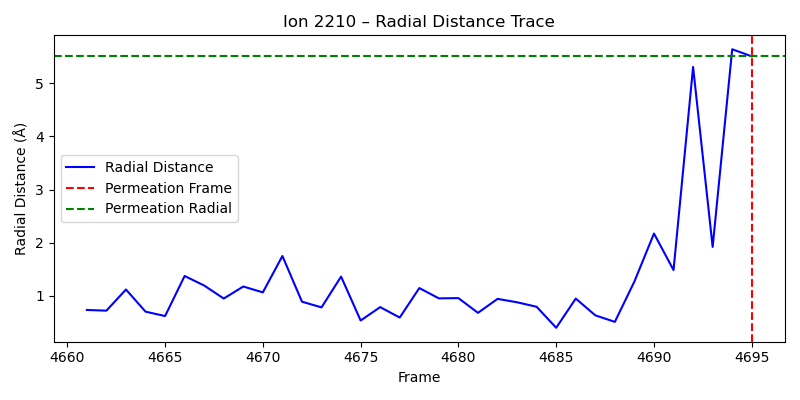 Ion 2210 – Radial Distance Trace
Radial Distance (Å)
5
4
3
2
1
Radial Distance
Permeation Frame
Permeation Radial
4660 4665 4670 4675 4680 4685 4690 4695
Frame